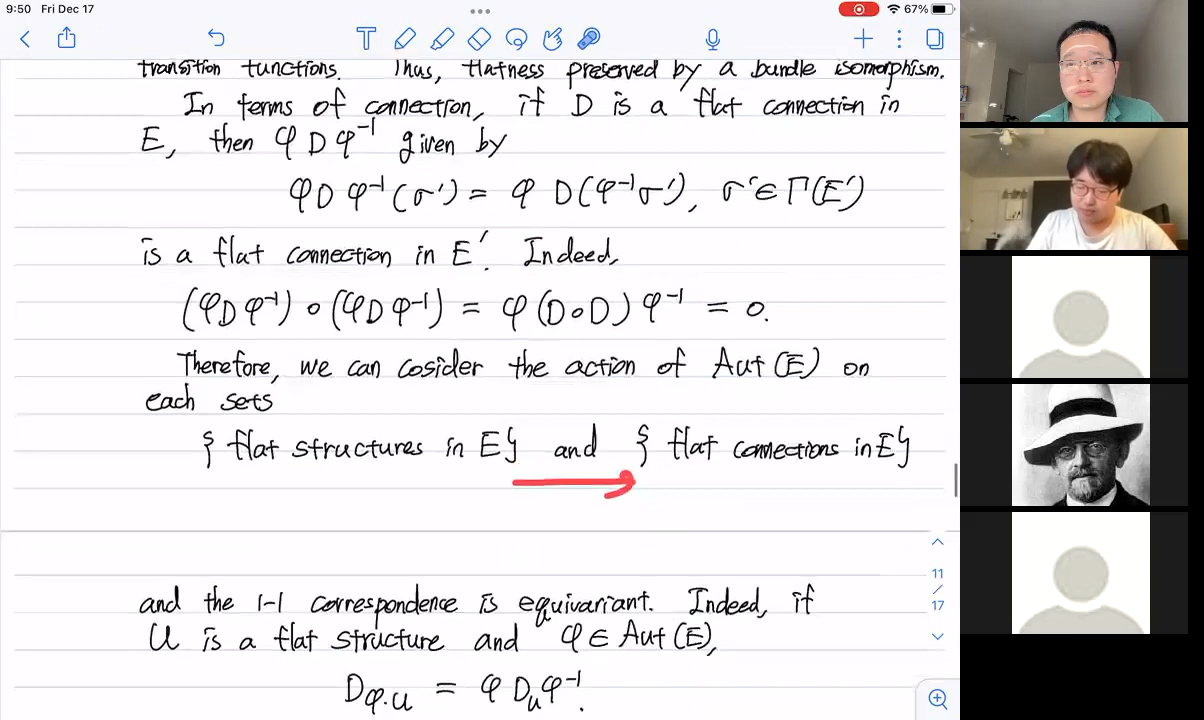 9:50 Fri Dec 17
67%
transition functions. Thus, flatness preserved by a bundle isomorphism.
In terms of connection, if D is a flat connection in
E, then φ D φ⁻¹ given by
φ D φ⁻¹(σ') = φ D(φ⁻¹σ'), σ' ∈ Γ(E')
is a flat connection in E'. Indeed,
(φDφ⁻¹) ∘ (φDφ⁻¹) = φ(D∘D)φ⁻¹ = 0.
Therefore, we can cosider the action of Aut(E) on
each sets
{ flat structures in E} and { flat connections in E}
and the 1-1 correspondence is equivariant. Indeed, if
U is a flat structure and φ ∈ Aut(E),
D_{φ·U} = φ D_U φ⁻¹.
11
/
17